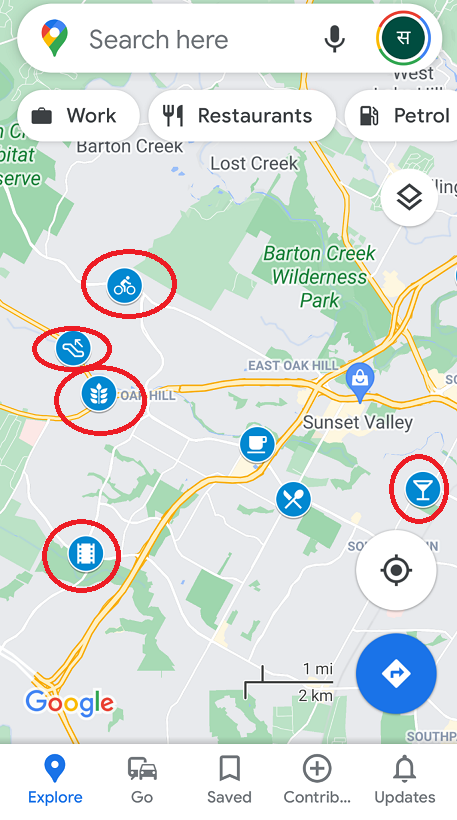 Search here
स
West
Work
Restaurants
Petrol
Barton Creek
Lost Creek
Barton Creek
Wilderness
Park
EAST OAK HILL
OAK HILL
Sunset Valley
1 mi
2 km
Google
Explore
Go
Saved
Contrib...
Updates